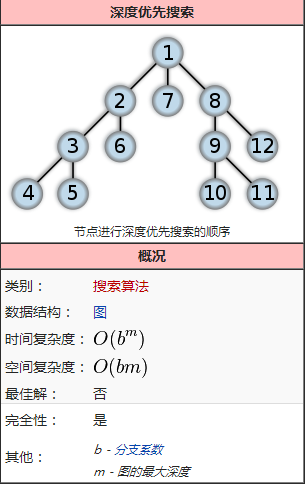 深度优先搜索
1
2 7 8
3 6 9 12
4 5 10 11
节点进行深度优先搜索的顺序
概况
类别： 搜索算法
数据结构： 图
时间复杂度： O(b^m)
空间复杂度： O(bm)
最佳解： 否
完全性： 是
其他： b - 分支系数
m - 图的最大深度